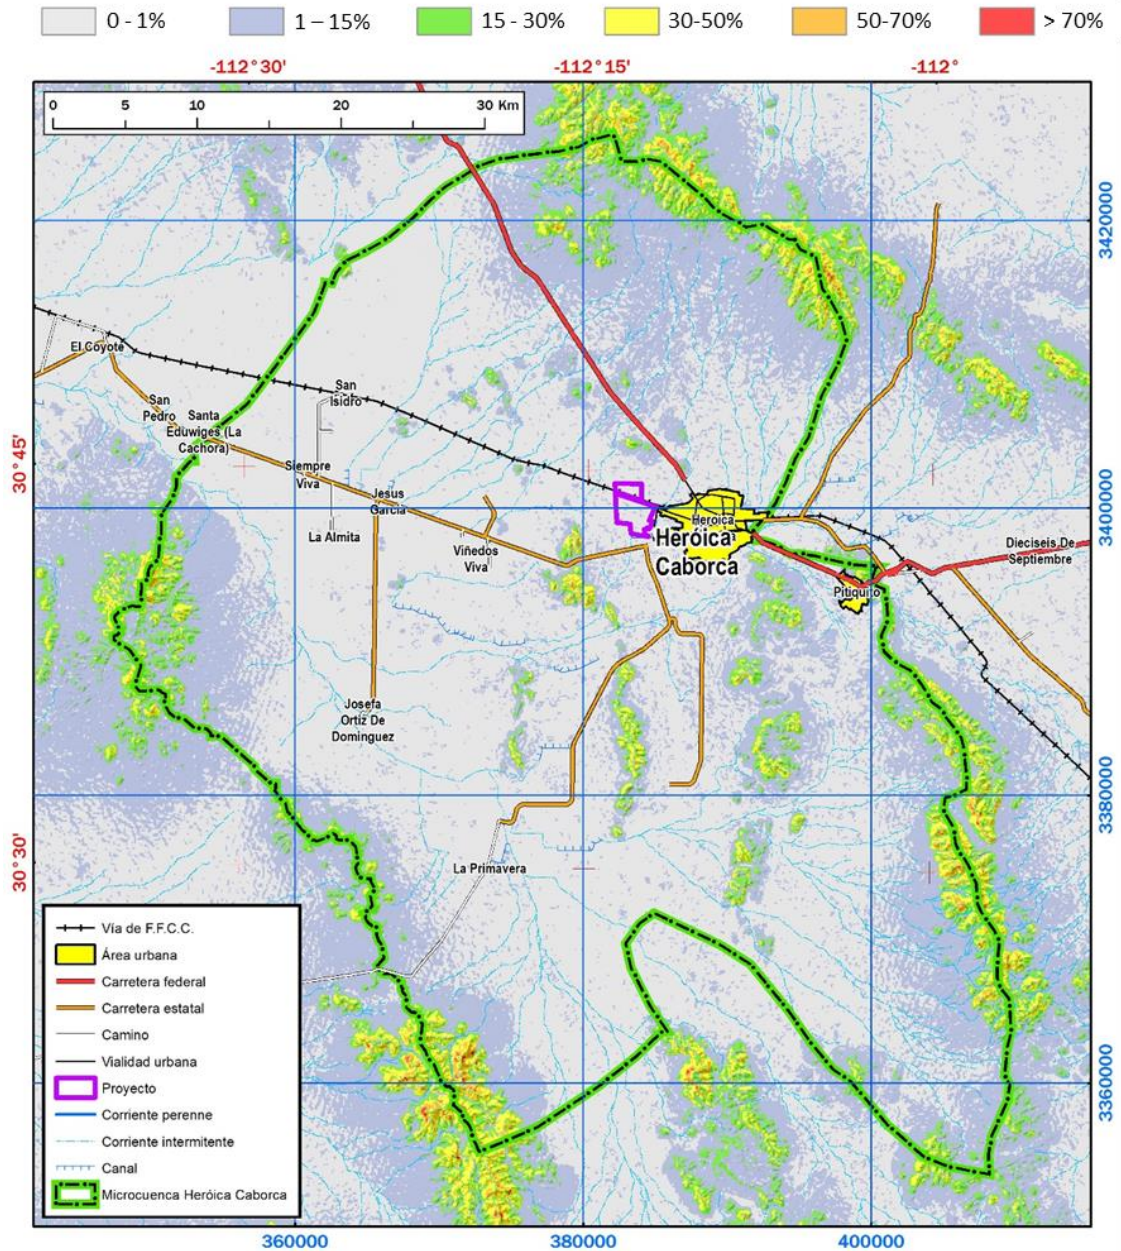 0 - 1%
1 – 15%
15 - 30%
30-50%
50-70%
> 70%
-112°30'
-112°15'
-112°
0 5 10 20 30 Km
3420000
El Coyote
San
Isidro
San
Pedro
Santa
Eduwiges (La
Cachora)
30°45'
Siempre
Viva
Jesus
Garcia
3400000
La Almita
Viñedos
Viva
Heroica
Heróica
Caborca
Dieciseis De
Septiembre
Pitiquito
Josefa
Ortiz De
Dominguez
3380000
30°30'
La Primavera
Vía de F.F.C.C.
Área urbana
Carretera federal
Carretera estatal
Camino
Vialidad urbana
Proyecto
Corriente perenne
Corriente intermitente
Canal
Microcuenca Heróica Caborca
3360000
360000
380000
400000